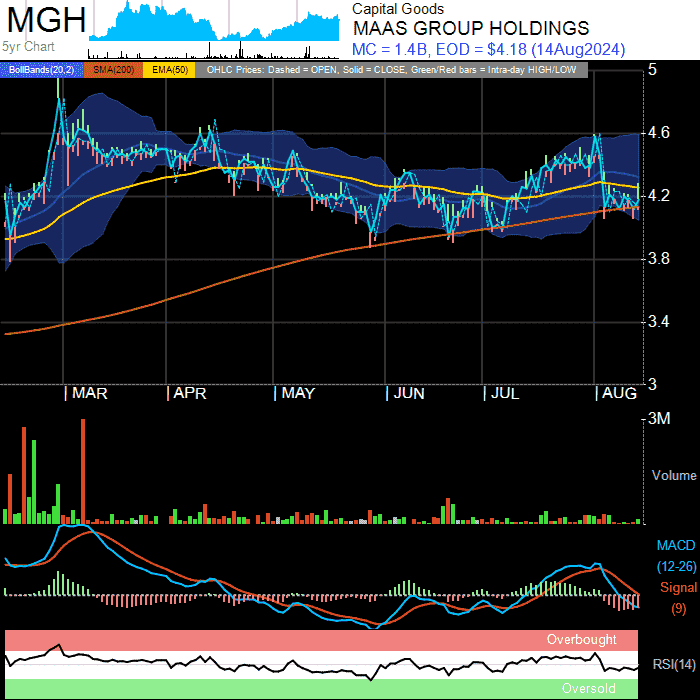 MGH
5yr Chart
Capital Goods
MAAS GROUP HOLDINGS
MC = 1.4B, EOD = $4.18 (14Aug2024)
BollBands(20,2) SMA(200) EMA(50) OHLC Prices: Dashed = OPEN, Solid = CLOSE, Green/Red bars = Intra-day HIGH/LOW
5
4.6
4.2
3.8
3.4
3
| MAR | APR | MAY | JUN | JUL | AUG
3M
Volume
MACD
(12-26)
Signal
(9)
Overbought
RSI(14)
Oversold